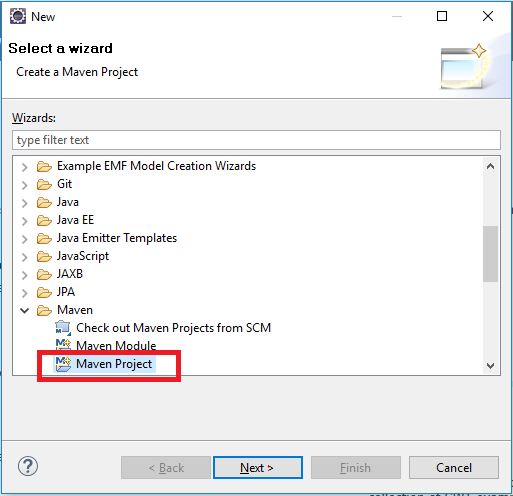 New
Select a wizard
Create a Maven Project
Wizards:
type filter text
Example EMF Model Creation Wizards
Git
Java
Java EE
Java Emitter Templates
JavaScript
JAXB
JPA
Maven
Check out Maven Projects from SCM
Maven Module
Maven Project
< Back Next > Finish Cancel